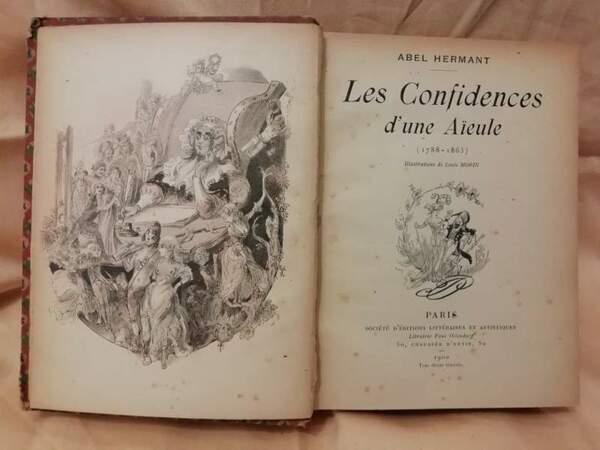 ABEL HERMANT
Les Confidences
d'une Aïeule
(1788-1863)
Illustrations de Louis MORIN
PARIS
SOCIÉTÉ D'ÉDITIONS LITTÉRAIRES ET ARTISTIQUES
Librairie Paul Ollendorff
50, CHAUSSÉE D'ANTIN, 50
1900
Tous droits réservés.